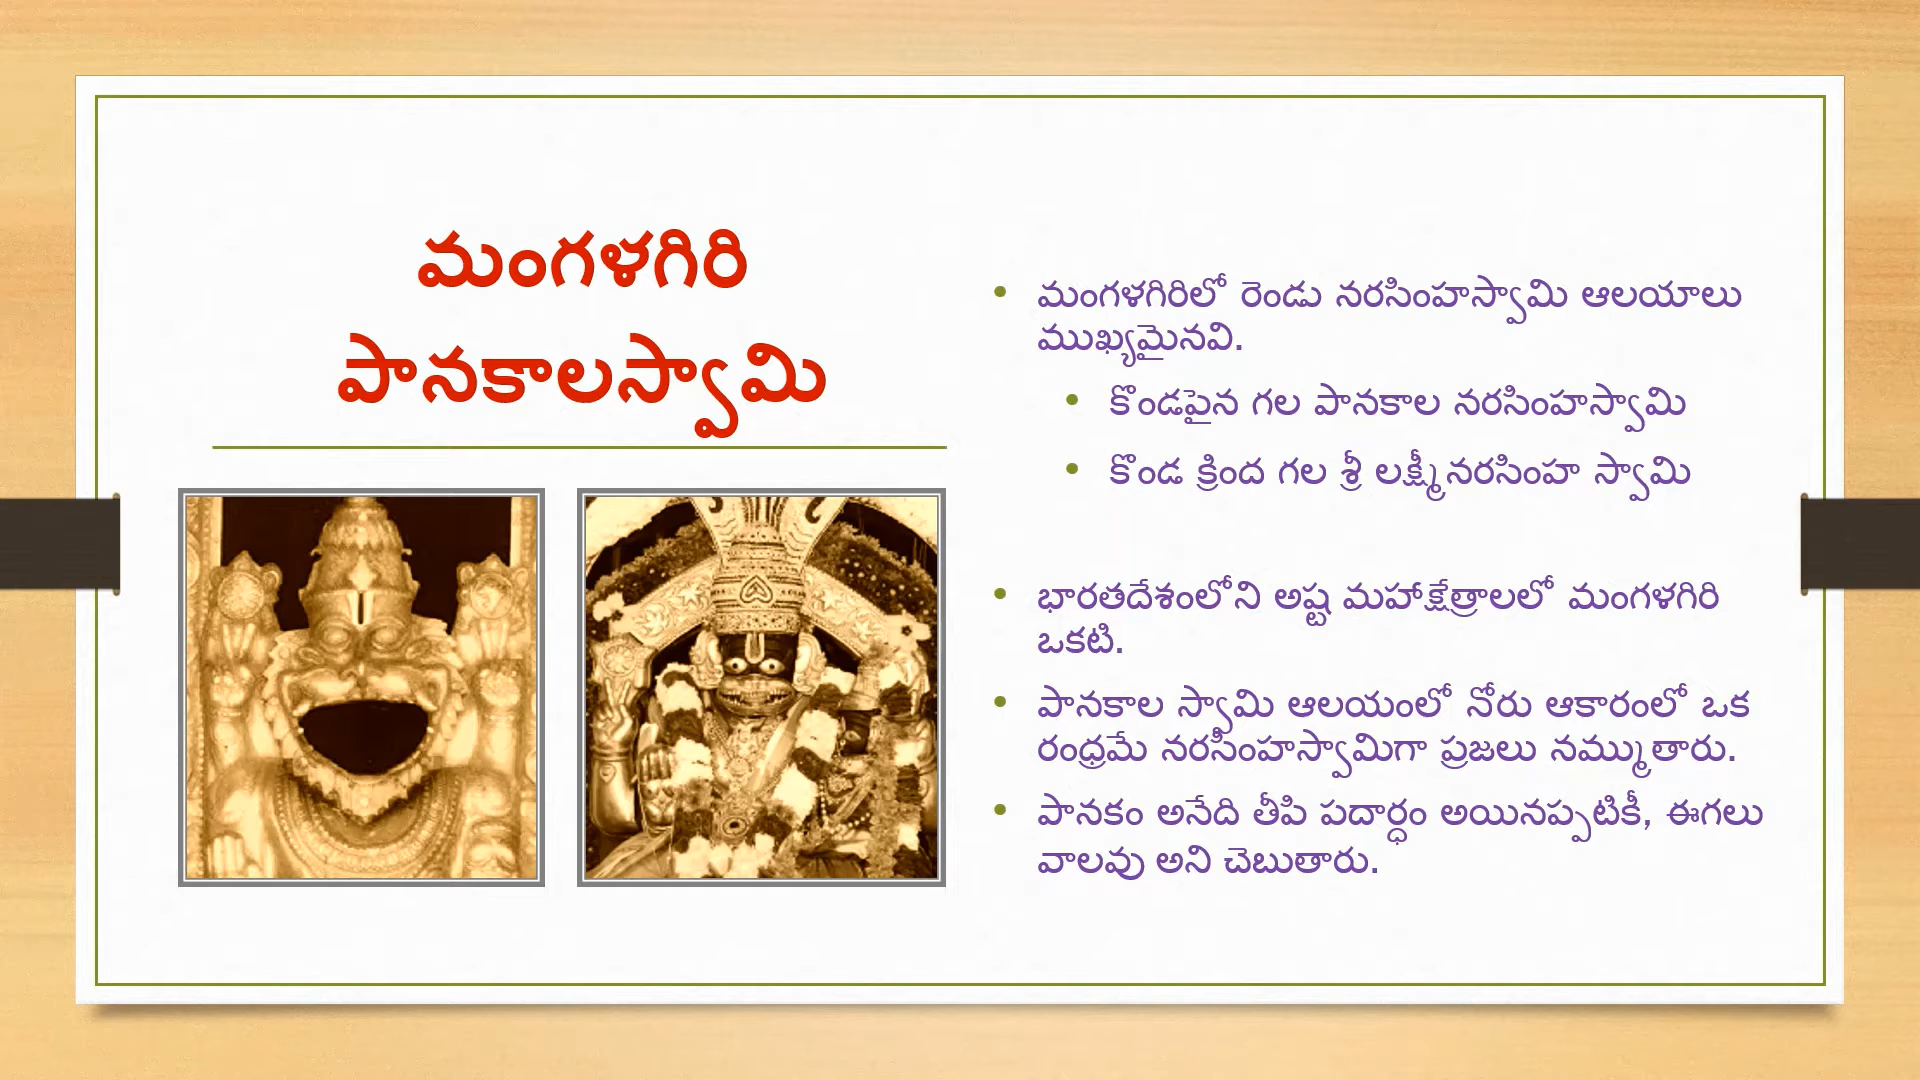 మంగళగిరి
పానకాలస్వామి
మంగళగిరిలో రెండు నరసింహస్వామి ఆలయాలు
ముఖ్యమైనవి.
కొండపైన గల పానకాల నరసింహస్వామి
కొండ క్రింద గల శ్రీ లక్ష్మీనరసింహ స్వామి
భారతదేశంలోని అష్ట మహాక్షేత్రాలలో మంగళగిరి
ఒకటి.
పానకాల స్వామి ఆలయంలో నోరు ఆకారంలో ఒక
రంధ్రమే నరసింహస్వామిగా ప్రజలు నమ్ముతారు.
పానకం అనేది తీపి పదార్ధం అయినప్పటికీ, ఈగలు
వాలవు అని చెబుతారు.